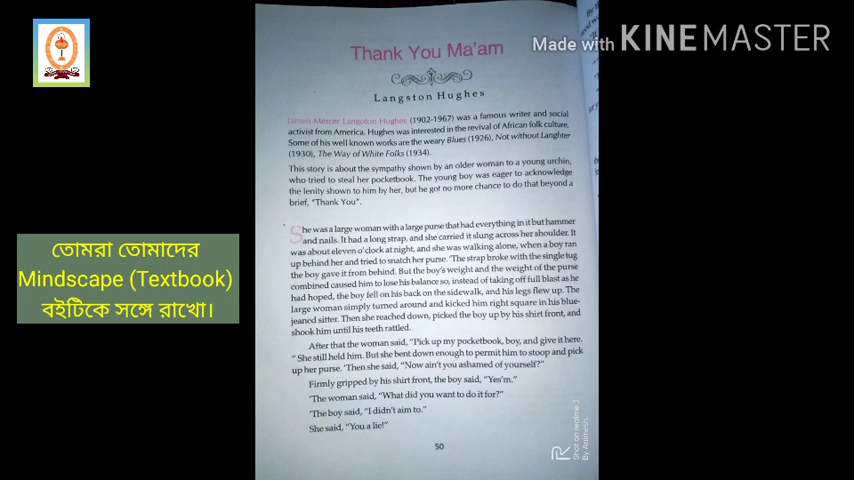 Made with KINEMASTER
Thank You Ma'am
Langston Hughes
James Mercer Langston Hughes (1902-1967) was a famous writer and social
activist from America. Hughes was interested in the revival of African folk culture.
Some of his well known works are the weary Blues (1926), Not without Langhter
(1930), The Way of White Folks (1934).
This story is about the sympathy shown by an older woman to a young urchin,
who tried to steal her pocketbook. The young boy was eager to acknowledge
the lenity shown to him by her, but he got no more chance to do that beyond a
brief, "Thank You".
She was a large woman with a large purse that had everything in it but hammer
and nails. It had a long strap, and she carried it slung across her shoulder. It
was about eleven o'clock at night, and she was walking alone, when a boy ran
up behind her and tried to snatch her purse. 'The strap broke with the single tug
the boy gave it from behind. But the boy's weight and the weight of the purse
combined caused him to lose his balance so, instead of taking off full blast as he
had hoped, the boy fell on his back on the sidewalk, and his legs flew up. The
large woman simply turned around and kicked him right square in his blue-
jeaned sitter. Then she reached down, picked the boy up by his shirt front, and
shook him until his teeth rattled.
After that the woman said, "Pick up my pocketbook, boy, and give it here.
" She still held him. But she bent down enough to permit him to stoop and pick
up her purse. 'Then she said, "Now ain't you ashamed of yourself?"
Firmly gripped by his shirt front, the boy said, "Yes'm."
'The woman said, "What did you want to do it for?"
'The boy said, "I didn't aim to."
She said, "You a lie!"
50
তোমরা তোমাদের
Mindscape (Textbook)
বইটিকে সঙ্গে রাখো।
Shot on realme 3
By Animesh.